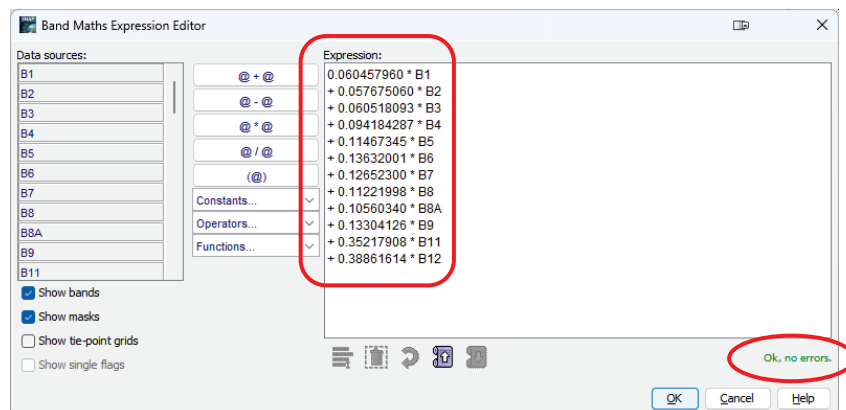 Band Maths Expression Editor
Data sources:
B1
B2
B3
B4
B5
B6
B7
B8
B8A
B9
B11
@ + @
@ - @
@ * @
@ / @
(@)
Constants...
Operators...
Functions...
Expression:
0.060457960 * B1
+ 0.057675060 * B2
+ 0.060518093 * B3
+ 0.094184287 * B4
+ 0.11467345 * B5
+ 0.13632001 * B6
+ 0.12652300 * B7
+ 0.11221998 * B8
+ 0.10560340 * B8A
+ 0.13304126 * B9
+ 0.35217908 * B11
+ 0.38861614 * B12
Show bands
Show masks
Show tie-point grids
Show single flags
Ok, no errors.
OK Cancel Help